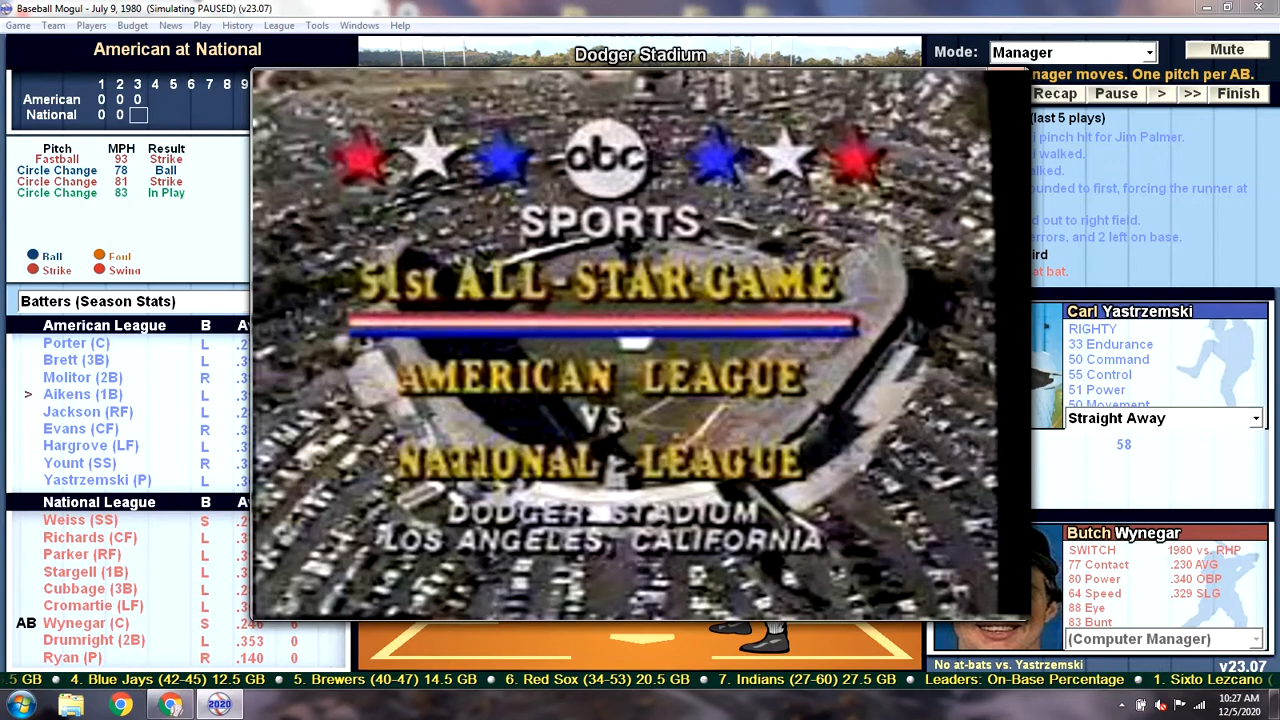 Baseball Mogul - July 9, 1980 (Simulating PAUSED) (v23.07)
Game Team Players Budget News Play History League Tools Windows Help
American at National
1 2 3 4 5 6 7 8 9
American 0 0 0
National 0 0
Pitch MPH Result
Fastball 93 Strike
Circle Change 78 Ball
Circle Change 81 Strike
Circle Change 83 In Play
Ball Foul
Strike Swing
Batters (Season Stats)
American League B
Porter (C) L
Brett (3B) L
Molitor (2B) R
> Aikens (1B) L
Jackson (RF) L
Evans (CF) R
Hargrove (LF) L
Yount (SS) R
Yastrzemski (P) L
National League B
Weiss (SS) S
Richards (CF) L
Parker (RF) L
Stargell (1B) L
Cubbage (3B) L
Cromartie (LF) L
AB Wynegar (C) S
Drumright (2B) L .353 0
Ryan (P) R .140 0
Dodger Stadium
abc
SPORTS
51st ALL-STAR GAME
AMERICAN LEAGUE
VS
NATIONAL LEAGUE
DODGER STADIUM
LOS ANGELES, CALIFORNIA
Mode: Manager Mute
nager moves. One pitch per AB.
Recap Pause > >> Finish
(last 5 plays)
pinch hit for Jim Palmer.
walked.
alked.
ounded to first, forcing the runner at
d out to right field.
errors, and 2 left on base.
ird
at bat.
Carl Yastrzemski
RIGHTY
33 Endurance
50 Command
55 Control
51 Power
50 Movement
Straight Away
58
Butch Wynegar
SWITCH 1980 vs. RHP
77 Contact .230 AVG
80 Power .340 OBP
64 Speed .329 SLG
88 Eye
83 Bunt
(Computer Manager)
No at-bats vs. Yastrzemski v23.07
.5 GB 4. Blue Jays (42-45) 12.5 GB 5. Brewers (40-47) 14.5 GB 6. Red Sox (34-53) 20.5 GB 7. Indians (27-60) 27.5 GB Leaders: On-Base Percentage 1. Sixto Lezcano (
2020
10:27 AM
12/5/2020